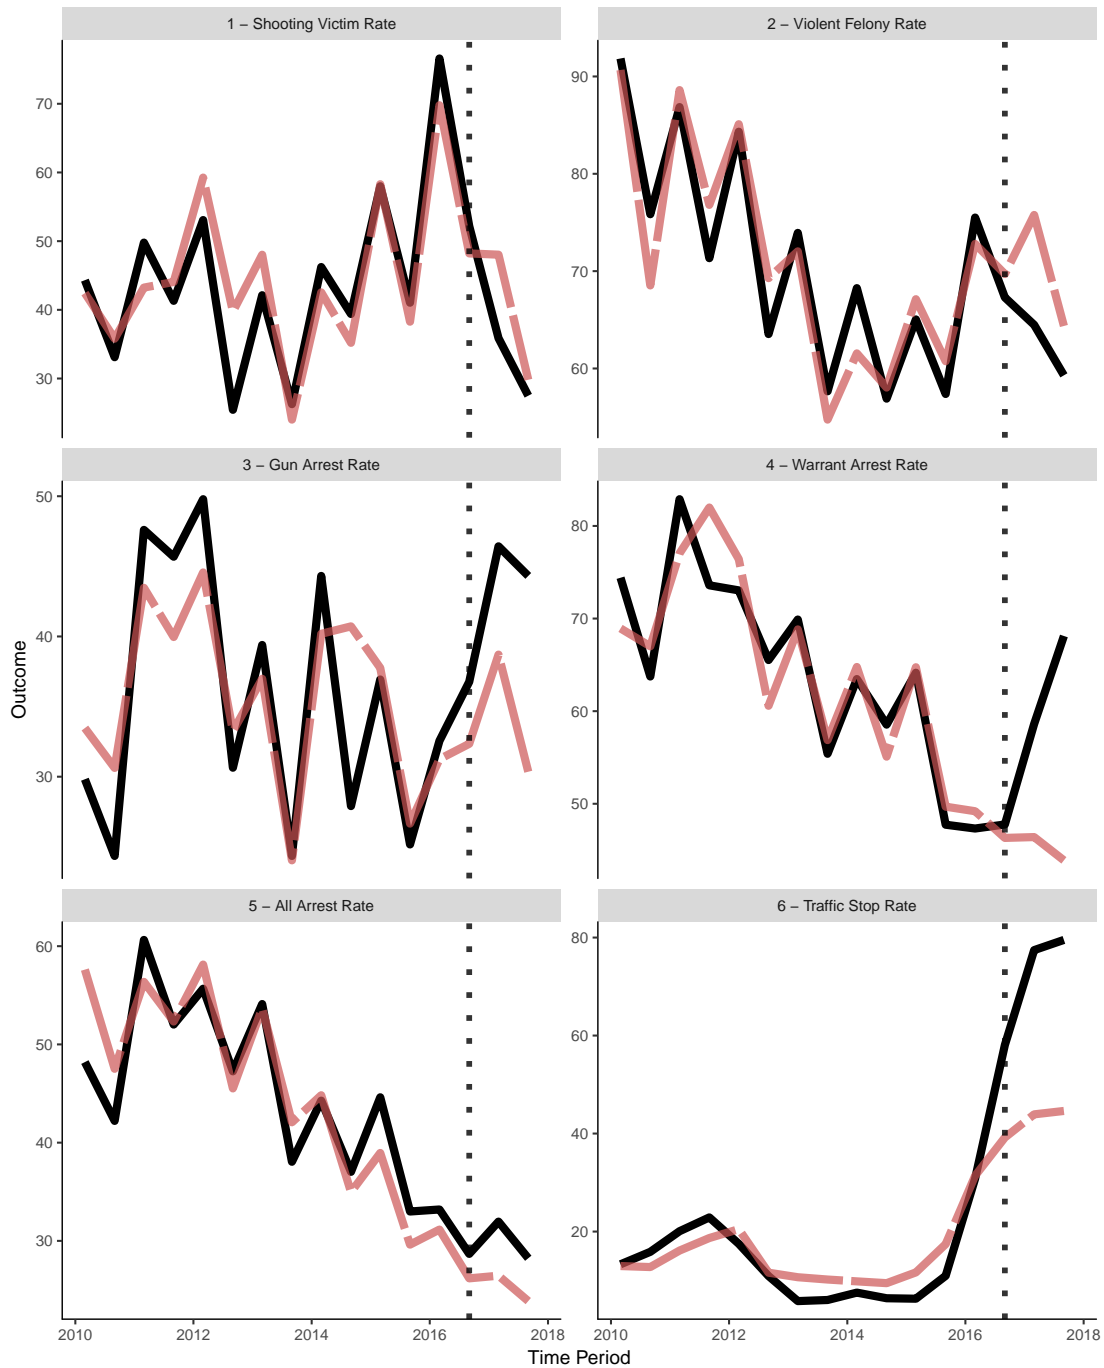 1 – Shooting Victim Rate
2 – Violent Felony Rate
70
60
50
40
30
90
80
70
60
3 – Gun Arrest Rate
4 – Warrant Arrest Rate
50
40
30
80
70
60
50
Outcome
5 – All Arrest Rate
6 – Traffic Stop Rate
60
50
40
30
80
60
40
20
2010 2012 2014 2016 2018
2010 2012 2014 2016 2018
Time Period